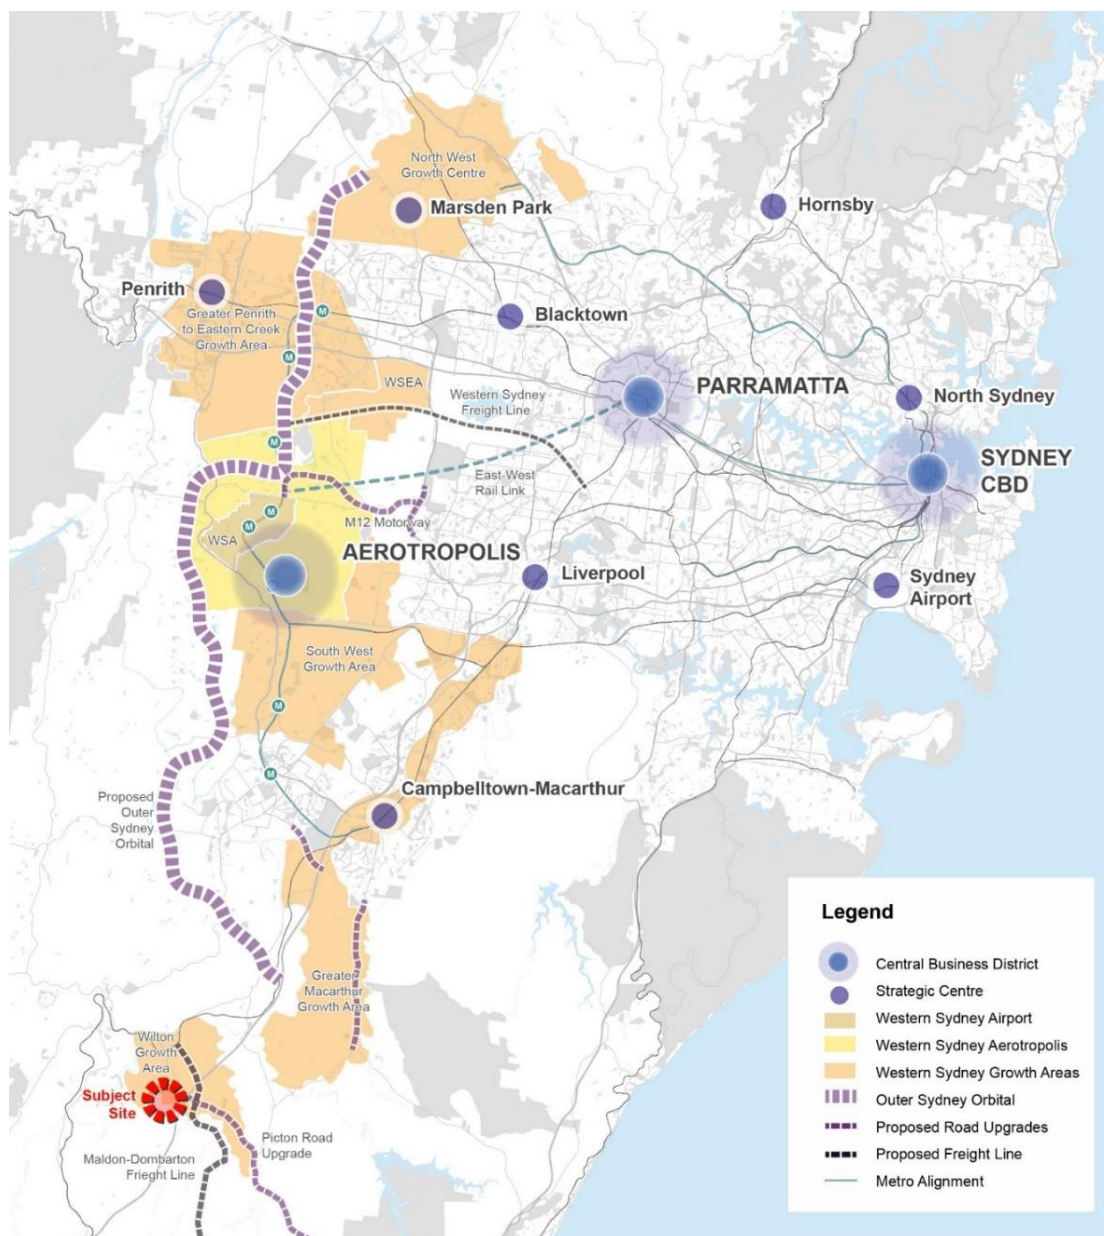 North West
Growth Centre
Marsden Park
Hornsby
Penrith
Greater Penrith
to Eastern Creek
Growth Area
M
M
Blacktown
WSEA
PARRAMATTA
Western Sydney
Freight Line
North Sydney
M
SYDNEY
CBD
East-West
Rail Link
M
M
M12 Motorway
WSA
AEROTROPOLIS
Liverpool
Sydney
Airport
South West
Growth Area
M
M
Campbelltown-Macarthur
Proposed
Outer
Sydney
Orbital
Greater
Macarthur
Growth Area
Wilton
Growth
Area
Subject
Site
Picton Road
Upgrade
Maldon-Dombarton
Frieght Line
Legend
Central Business District
Strategic Centre
Western Sydney Airport
Western Sydney Aerotropolis
Western Sydney Growth Areas
Outer Sydney Orbital
Proposed Road Upgrades
Proposed Freight Line
Metro Alignment